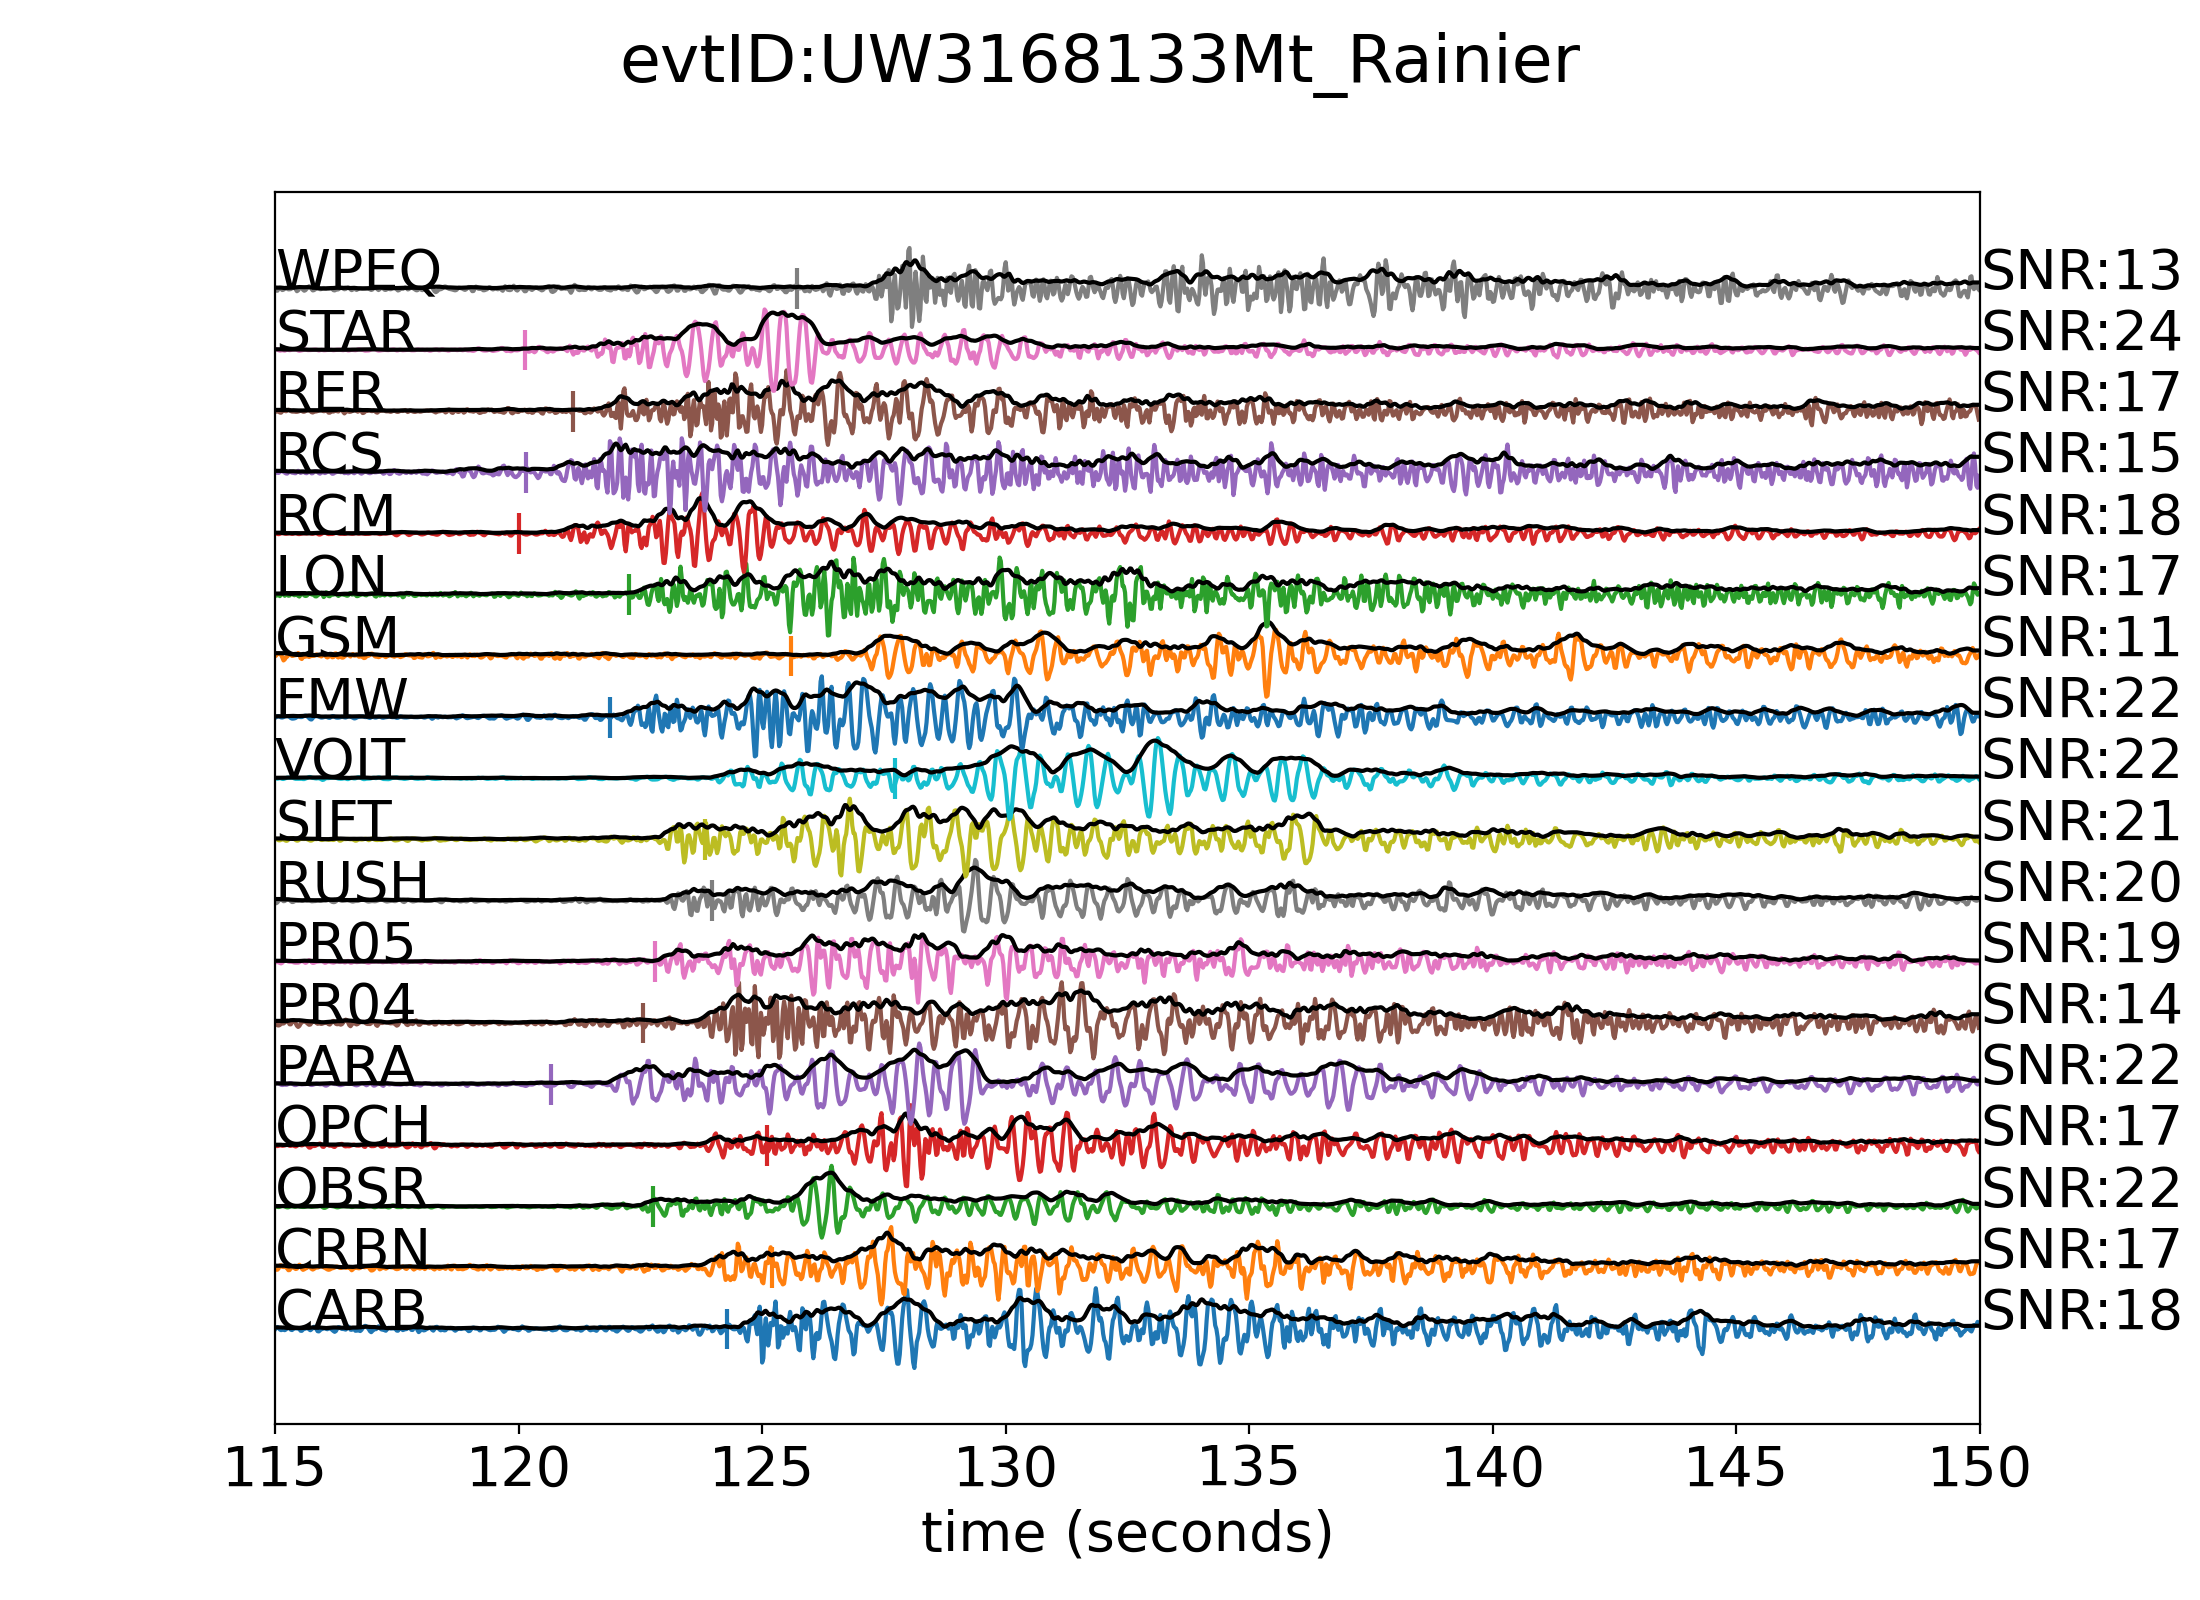 evtID:UW3168133Mt_Rainier
WPEQ SNR:13
STAR SNR:24
RER SNR:17
RCS SNR:15
RCM SNR:18
LON SNR:17
GSM SNR:11
FMW SNR:22
VOIT SNR:22
SIFT SNR:21
RUSH SNR:20
PR05 SNR:19
PR04 SNR:14
PARA SNR:22
OPCH SNR:17
OBSR SNR:22
CRBN SNR:17
CARB SNR:18
115 120 125 130 135 140 145 150
time (seconds)